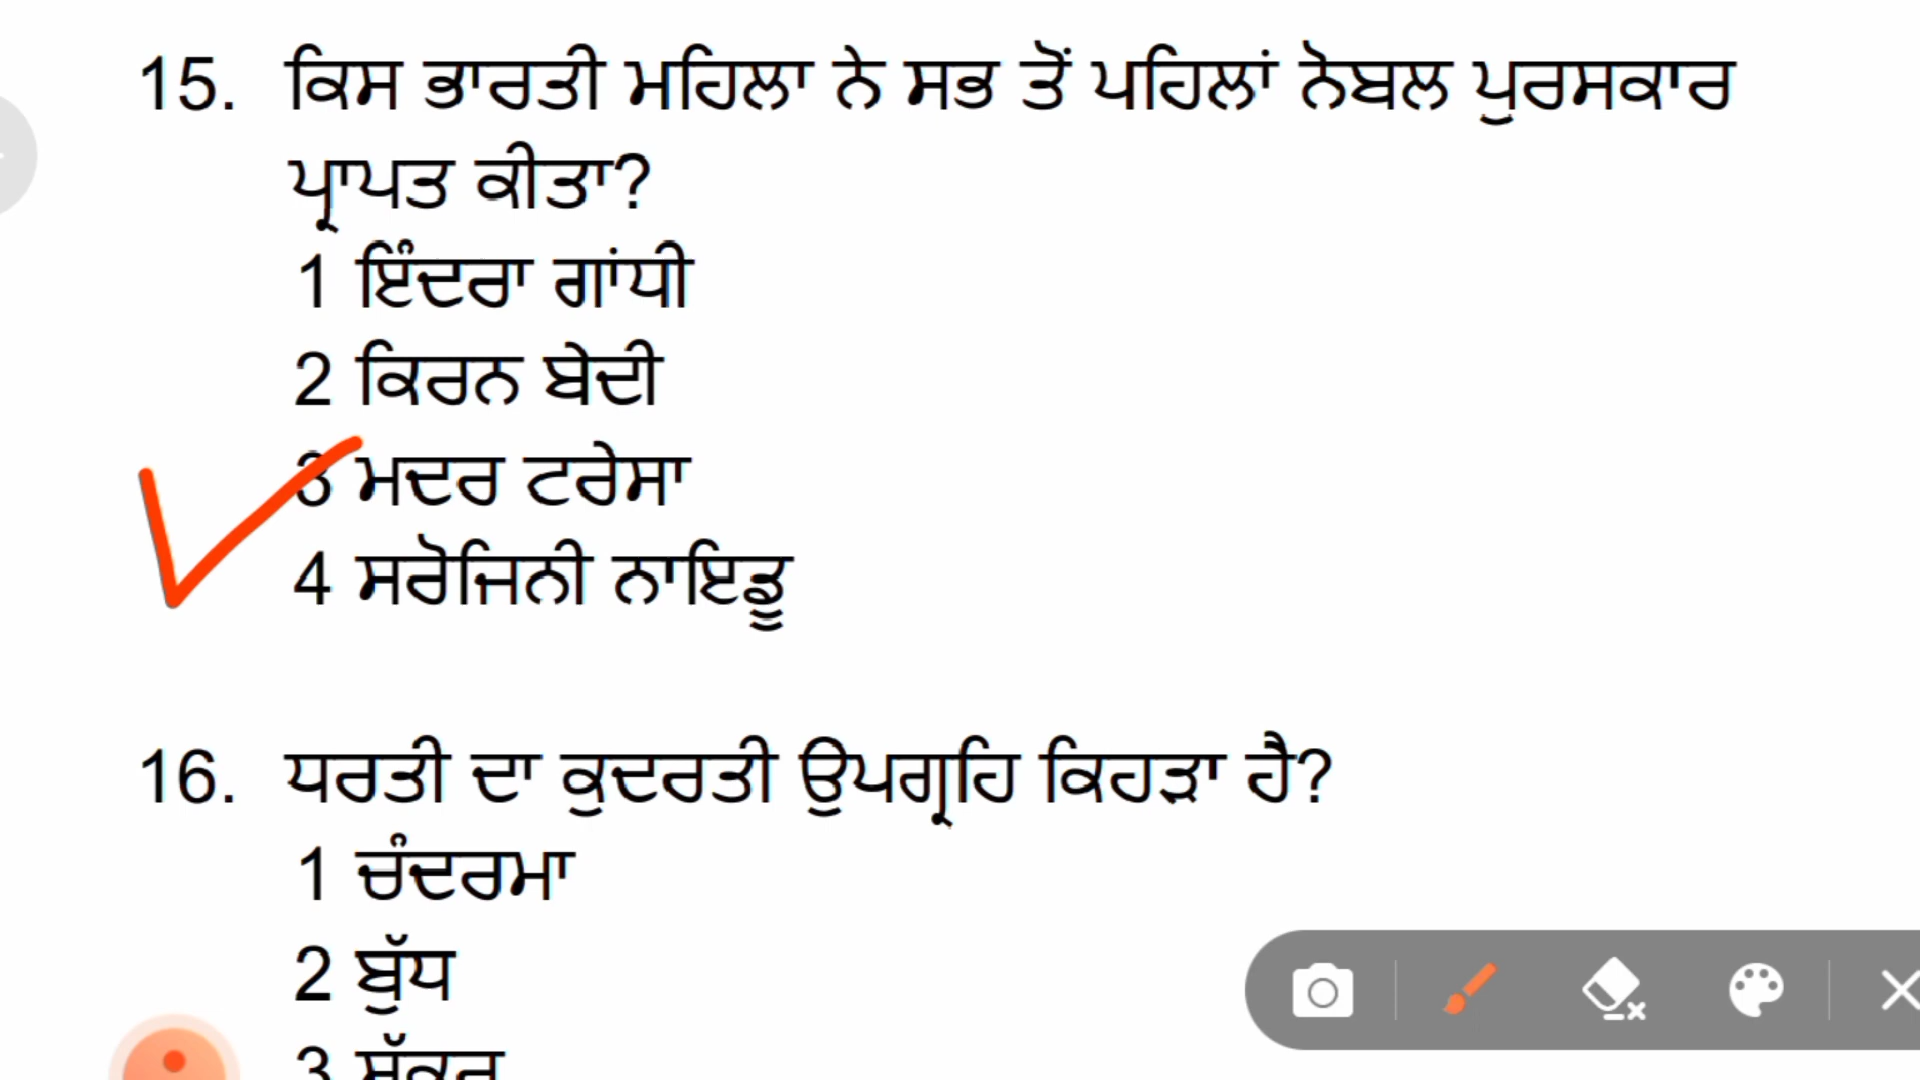 15. ਕਿਸ ਭਾਰਤੀ ਮਹਿਲਾ ਨੇ ਸਭ ਤੋਂ ਪਹਿਲਾਂ ਨੋਬਲ ਪੁਰਸਕਾਰ
ਪ੍ਰਾਪਤ ਕੀਤਾ?
1 ਇੰਦਰਾ ਗਾਂਧੀ
2 ਕਿਰਨ ਬੇਦੀ
3 ਮਦਰ ਟਰੇਸਾ
4 ਸਰੋਜਿਨੀ ਨਾਇਡੂ
16. ਧਰਤੀ ਦਾ ਕੁਦਰਤੀ ਉਪਗ੍ਰਹਿ ਕਿਹੜਾ ਹੈ?
1 ਚੰਦਰਮਾ
2 ਬੁੱਧ
3